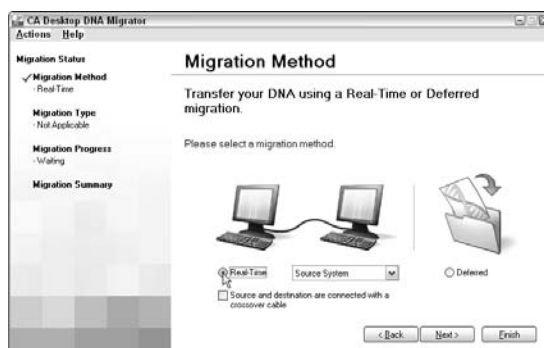 CA Desktop DNA Migrator
Actions Help
Migration Status
Migration Method
- Real-Time
Migration Type
- Not Applicable
Migration Progress
- Waiting
Migration Summary
Migration Method
Transfer your DNA using a Real-Time or Deferred
migration.
Please select a migration method.
Real-Time
Source System
Deferred
Source and destination are connected with a
crossover cable
< Back
Next >
Finish